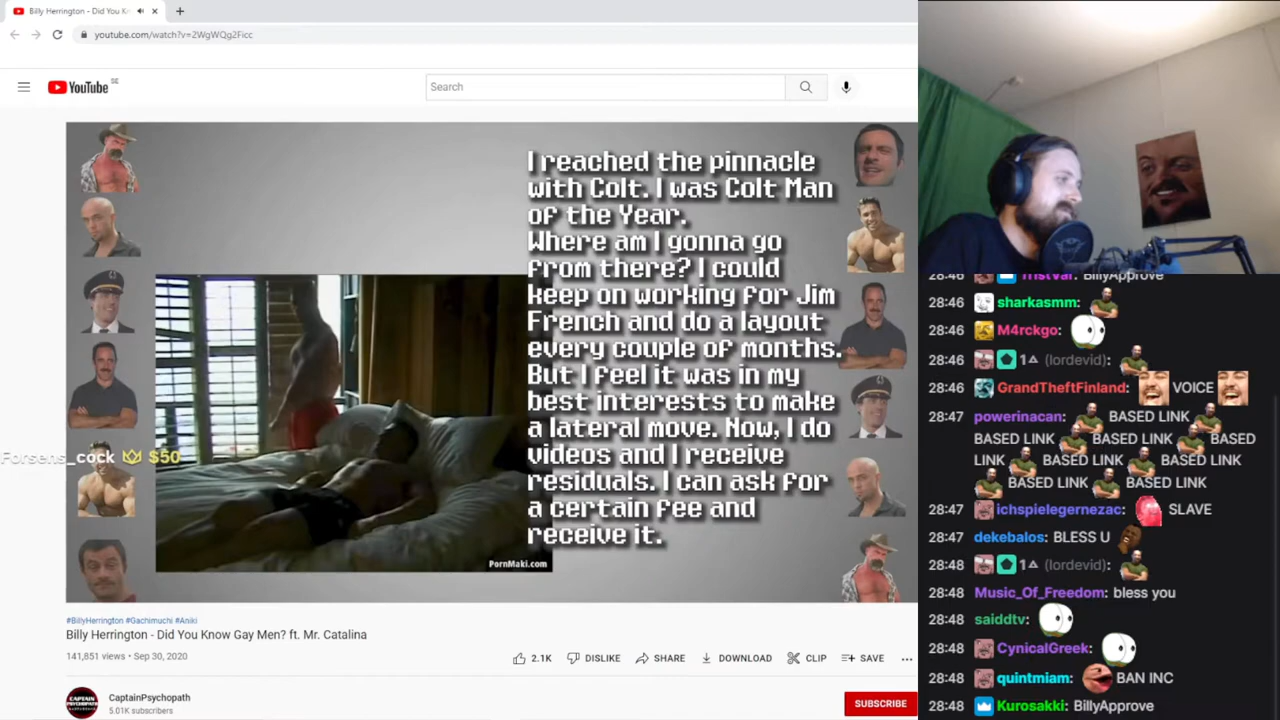 Billy Herrington - Did You Kn
youtube.com/watch?v=2WgWQg2Ficc
YouTube
SE
Search
I reached the pinnacle
with Colt. I was Colt Man
of the Year.
Where am I gonna go
from there? I could
keep on working for Jim
French and do a layout
every couple of months.
But I feel it was in my
best interests to make
a lateral move. Now, I do
videos and I receive
residuals. I can ask for
a certain fee and
receive it.
Forsens_cock $50
PornMaki.com
#BillyHerrington #Gachimuchi #Aniki
Billy Herrington - Did You Know Gay Men? ft. Mr. Catalina
141,851 views • Sep 30, 2020
2.1K DISLIKE SHARE DOWNLOAD CLIP SAVE
CAPTAIN PSYCHOPATH
CaptainPsychopath
5.01K subscribers
SUBSCRIBE
28:46 BillyApprove
28:46 sharkasmm:
28:46 M4rckgo:
28:46 1 (lordevid):
28:46 GrandTheftFinland: VOICE
28:47 powerinacan: BASED LINK
BASED LINK BASED LINK BASED
LINK BASED LINK BASED LINK
BASED LINK BASED LINK
28:47 ichspielegernezac: SLAVE
28:47 dekebalos: BLESS U
28:48 1 (lordevid):
28:48 Music_Of_Freedom: bless you
28:48 saiddtv:
28:48 CynicalGreek:
28:48 quintmiam: BAN INC
28:48 Kurosakki: BillyApprove